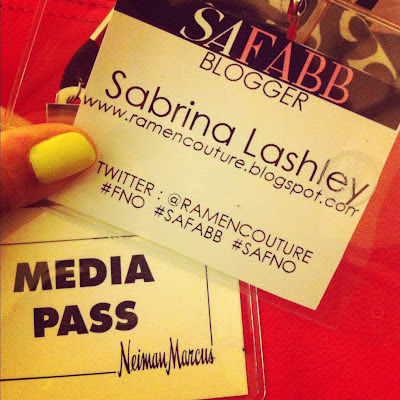 SAFABB
BLOGGER
Sabrina Lashley
www.ramencouture.blogspot.com
TWITTER : @RAMENCOUTURE
#FNO #SAFABB #SAFNO
MEDIA
PASS
Neiman Marcus